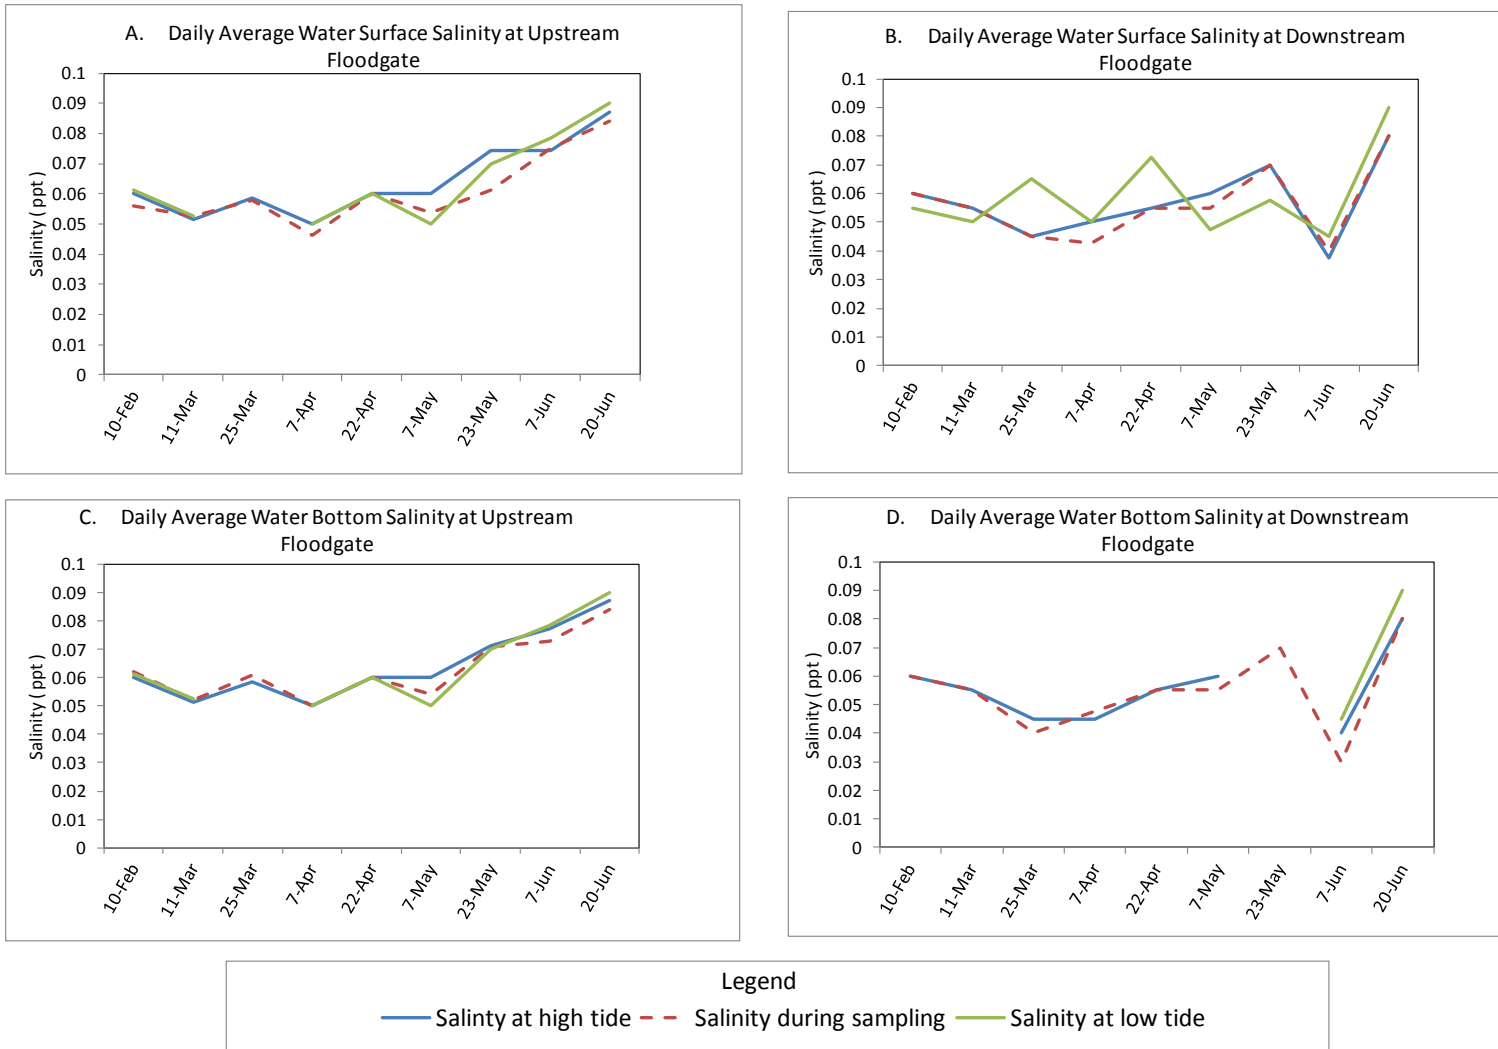 A. Daily Average Water Surface Salinity at Upstream
Floodgate
0.1
0.09
0.08
0.07
0.06
0.05
0.04
0.03
0.02
0.01
0
Salinity ( ppt )
10-Feb
11-Mar
25-Mar
7-Apr
22-Apr
7-May
23-May
7-Jun
20-Jun
B. Daily Average Water Surface Salinity at Downstream
Floodgate
0.1
0.09
0.08
0.07
0.06
0.05
0.04
0.03
0.02
0.01
0
Salinity ( ppt )
10-Feb
11-Mar
25-Mar
7-Apr
22-Apr
7-May
23-May
7-Jun
20-Jun
C. Daily Average Water Bottom Salinity at Upstream
Floodgate
0.1
0.09
0.08
0.07
0.06
0.05
0.04
0.03
0.02
0.01
0
Salinity ( ppt )
10-Feb
11-Mar
25-Mar
7-Apr
22-Apr
7-May
23-May
7-Jun
20-Jun
D. Daily Average Water Bottom Salinity at Downstream
Floodgate
0.1
0.09
0.08
0.07
0.06
0.05
0.04
0.03
0.02
0.01
0
Salinity ( ppt )
10-Feb
11-Mar
25-Mar
7-Apr
22-Apr
7-May
23-May
7-Jun
20-Jun
Legend
Salinty at high tide Salinity during sampling Salinity at low tide